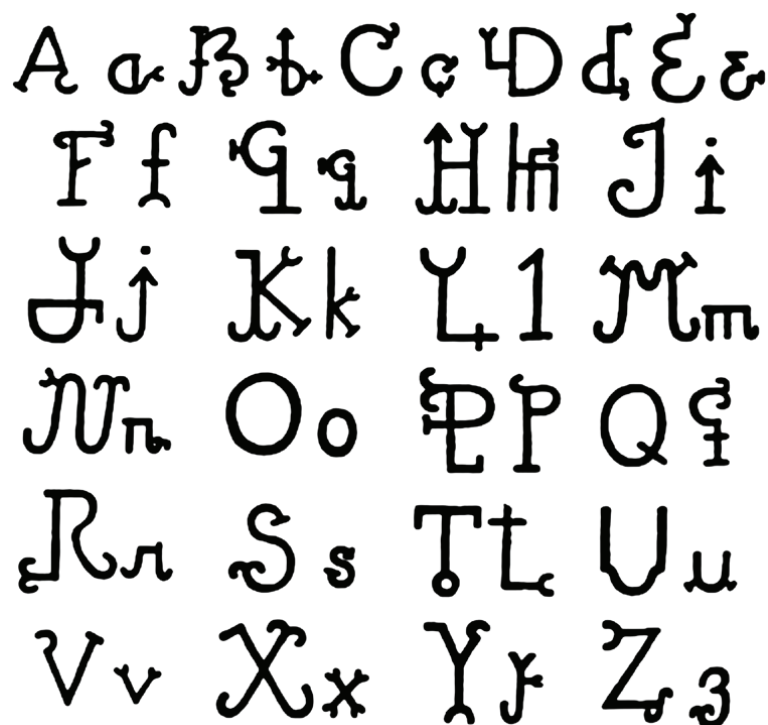 A a B b C c D d E e
F f G g H h I i
J j K k L l M m
N n O o P p Q q
R r S s T t U u
V v X x Y y Z z